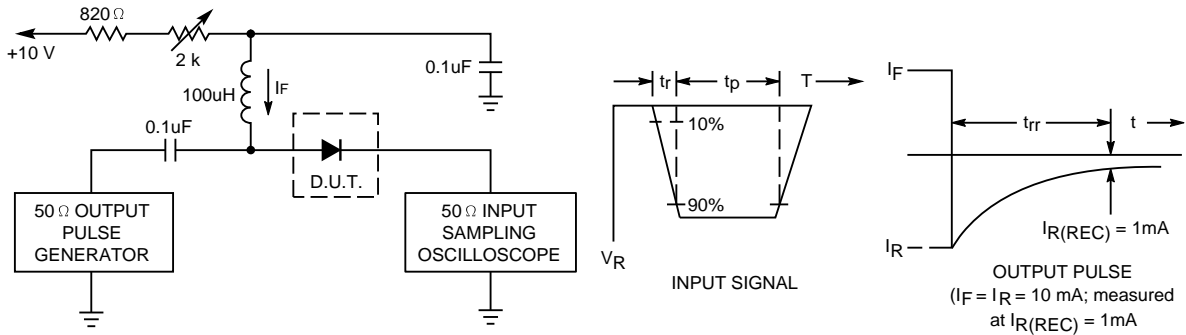 820 Ω
+10 V
2 k
100uH
IF
0.1uF
0.1uF
D.U.T.
50 Ω OUTPUT
PULSE
GENERATOR
50 Ω INPUT
SAMPLING
OSCILLOSCOPE
tr
tp
T
10%
90%
VR
INPUT SIGNAL
IF
trr
t
IR
IR(REC) = 1mA
OUTPUT PULSE
(IF = IR = 10 mA; measured
at IR(REC) = 1mA